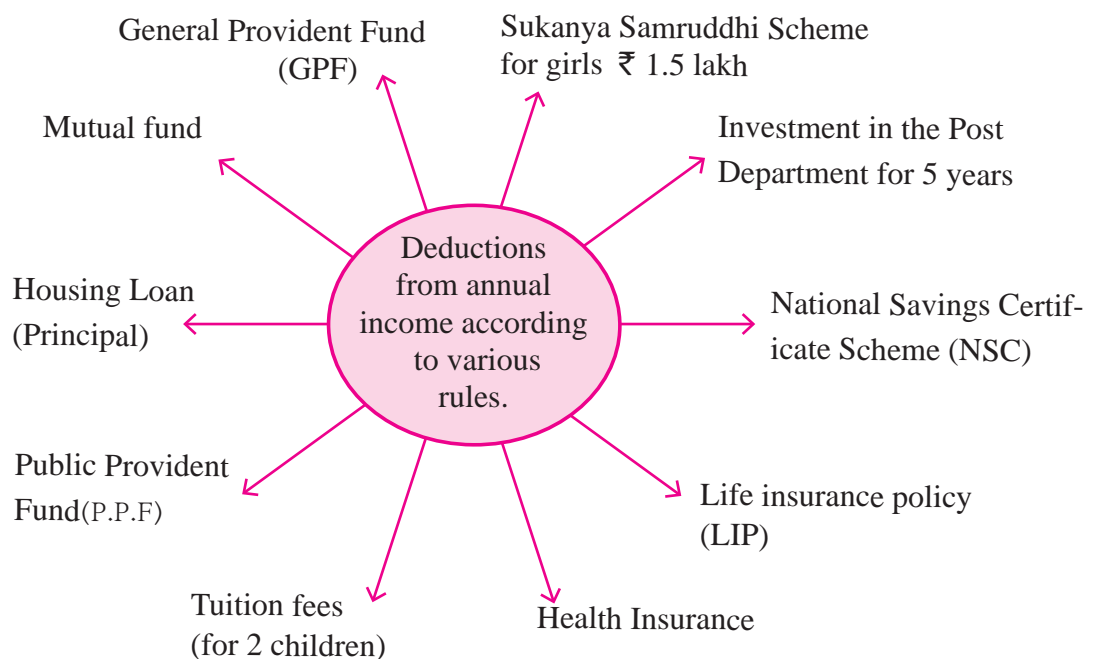 General Provident Fund
(GPF)
Sukanya Samruddhi Scheme
for girls ₹ 1.5 lakh
Mutual fund
Investment in the Post
Department for 5 years
Deductions
from annual
income according
to various
rules.
Housing Loan
(Principal)
National Savings Certif-
icate Scheme (NSC)
Public Provident
Fund(P.P.F)
Life insurance policy
(LIP)
Tuition fees
(for 2 children)
Health Insurance